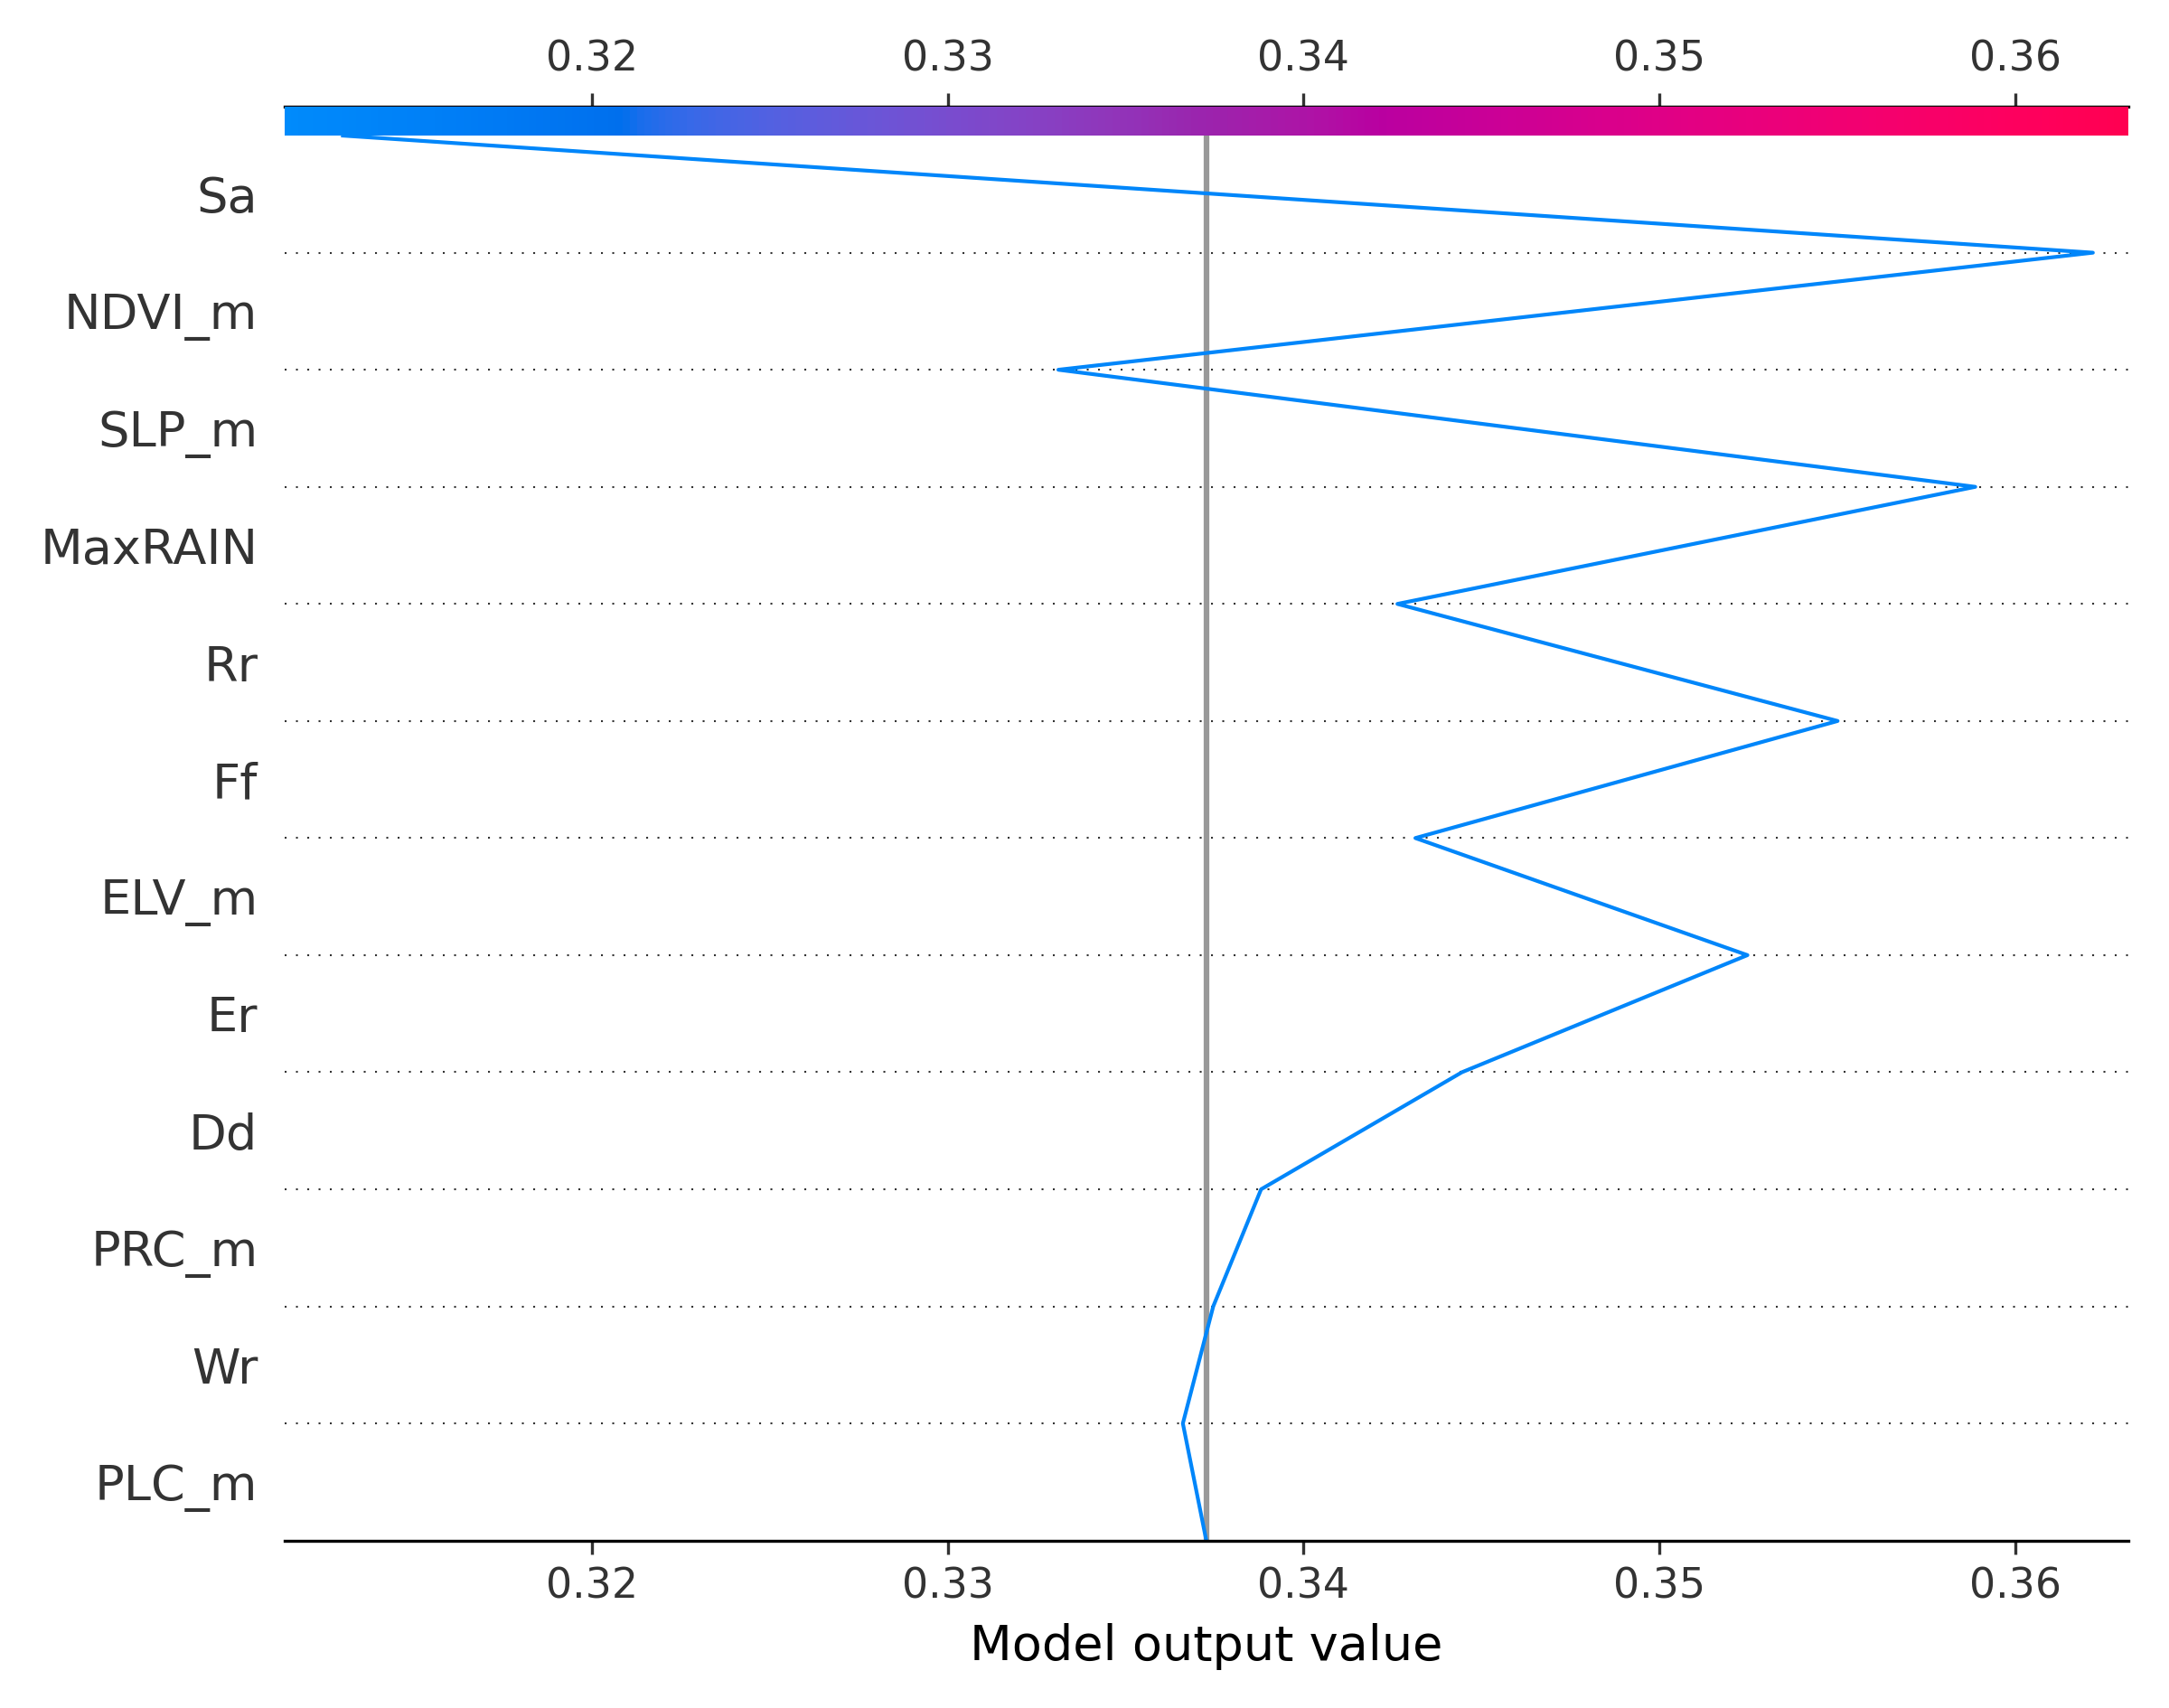 0.32 0.33 0.34 0.35 0.36
Sa
NDVI_m
SLP_m
MaxRAIN
Rr
Ff
ELV_m
Er
Dd
PRC_m
Wr
PLC_m
0.32 0.33 0.34 0.35 0.36
Model output value